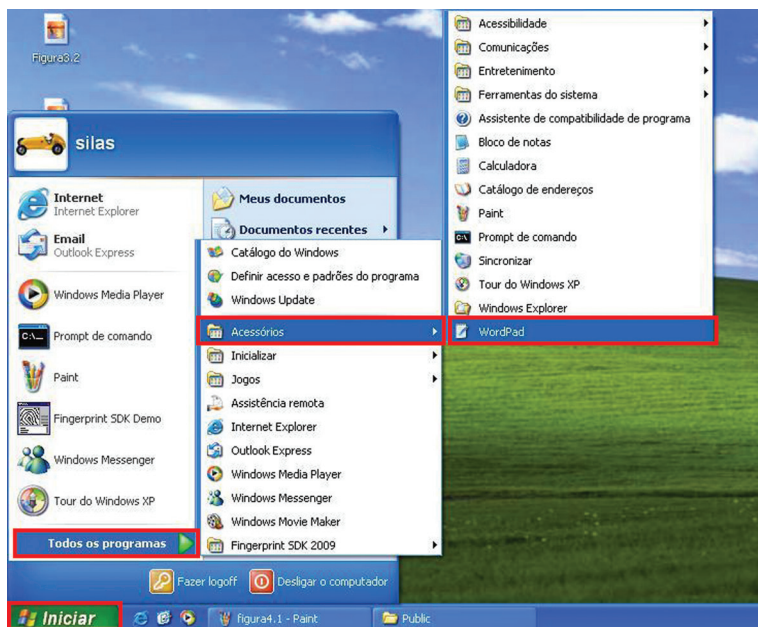 Figura3.2
silas
Internet
Internet Explorer
Email
Outlook Express
Windows Media Player
Prompt de comando
Paint
Fingerprint SDK Demo
Windows Messenger
Tour do Windows XP
Todos os programas
Meus documentos
Documentos recentes
Catálogo do Windows
Definir acesso e padrões do programa
Windows Update
Acessórios
Inicializar
Jogos
Assistência remota
Internet Explorer
Outlook Express
Windows Media Player
Windows Messenger
Windows Movie Maker
Fingerprint SDK 2009
Acessibilidade
Comunicações
Entretenimento
Ferramentas do sistema
Assistente de compatibilidade de programa
Bloco de notas
Calculadora
Catálogo de endereços
Paint
Prompt de comando
Sincronizar
Tour do Windows XP
Windows Explorer
WordPad
Fazer logoff
Desligar o computador
Iniciar
figura4.1 - Paint
Public